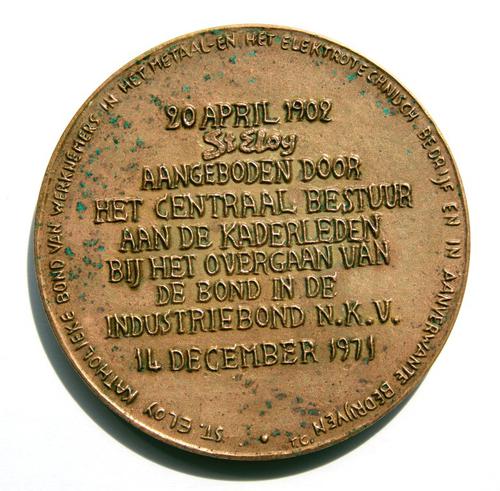 20 APRIL 1902
St Eloy
AANGEBODEN DOOR
HET CENTRAAL BESTUUR
AAN DE KADERLEDEN
BIJ HET OVERGAAN VAN
DE BOND IN DE
INDUSTRIEBOND N.K.V.
14 DECEMBER 1971
ST. ELOY KATHOLIEKE BOND VAN WERKNEMERS IN HET METAAL-EN HET ELEKTROTECHNISCH BEDRIJF EN IN AANVERWANTE BEDRIJVEN
T.C.